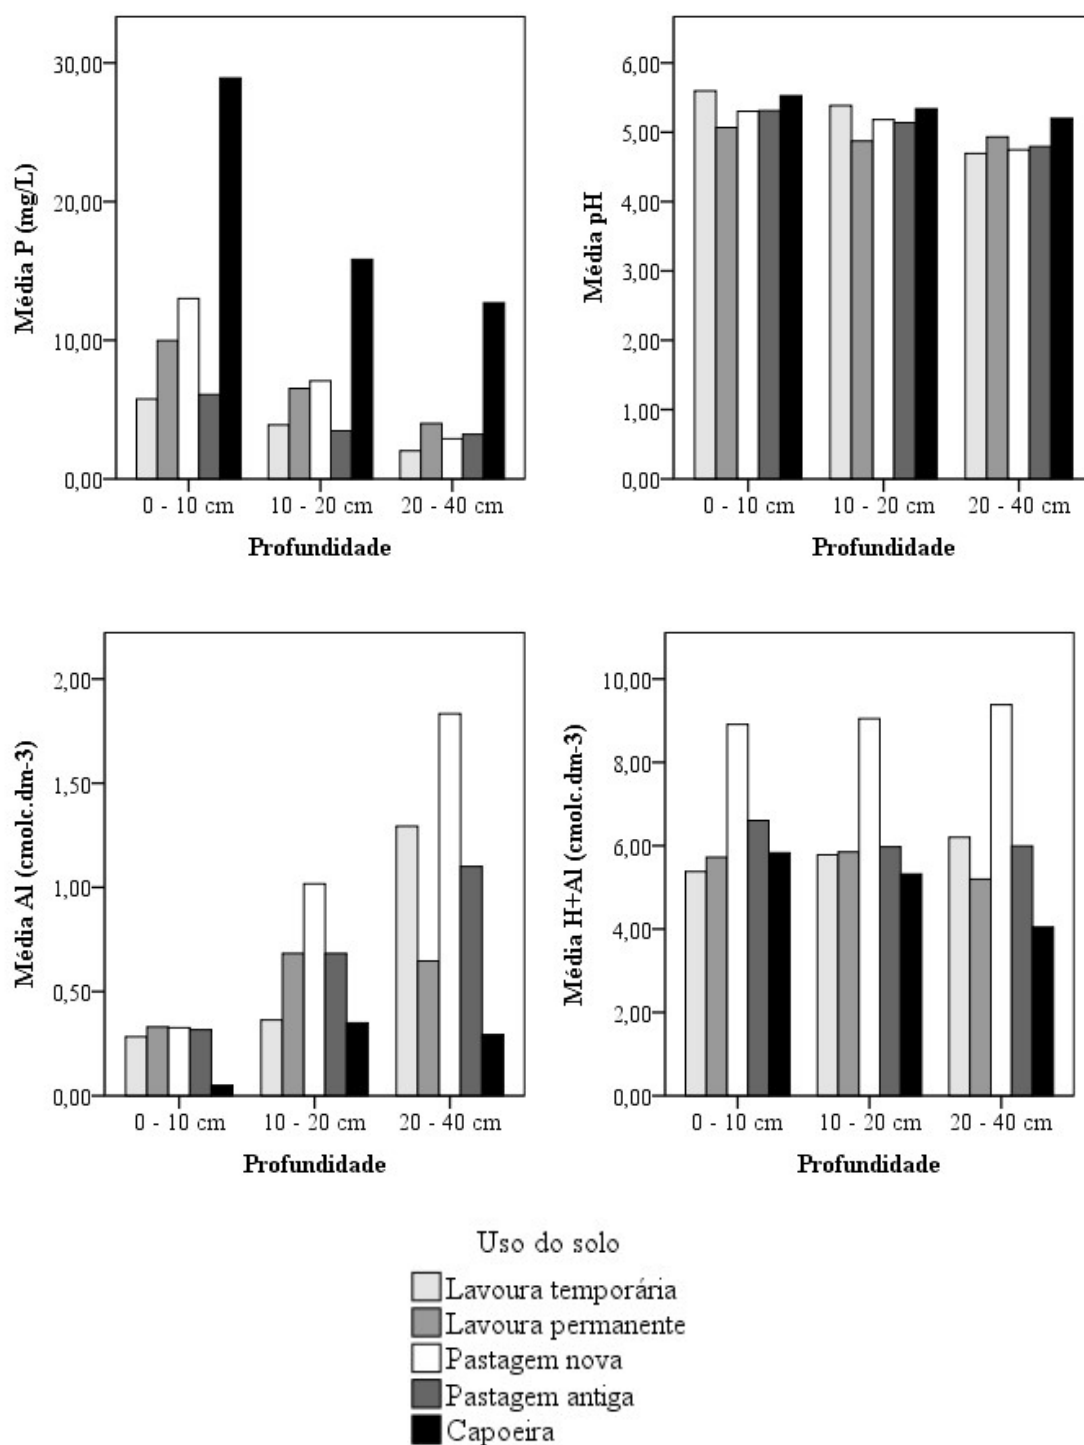 Média P (mg/L)
30,00
20,00
10,00
0,00
0 - 10 cm
10 - 20 cm
20 - 40 cm
Profundidade
Média pH
6,00
5,00
4,00
3,00
2,00
1,00
0,00
0 - 10 cm
10 - 20 cm
20 - 40 cm
Profundidade
Média Al (cmolc.dm-3)
2,00
1,50
1,00
0,50
0,00
0 - 10 cm
10 - 20 cm
20 - 40 cm
Profundidade
Média H+Al (cmolc.dm-3)
10,00
8,00
6,00
4,00
2,00
0,00
0 - 10 cm
10 - 20 cm
20 - 40 cm
Profundidade
Uso do solo
Lavoura temporária
Lavoura permanente
Pastagem nova
Pastagem antiga
Capoeira